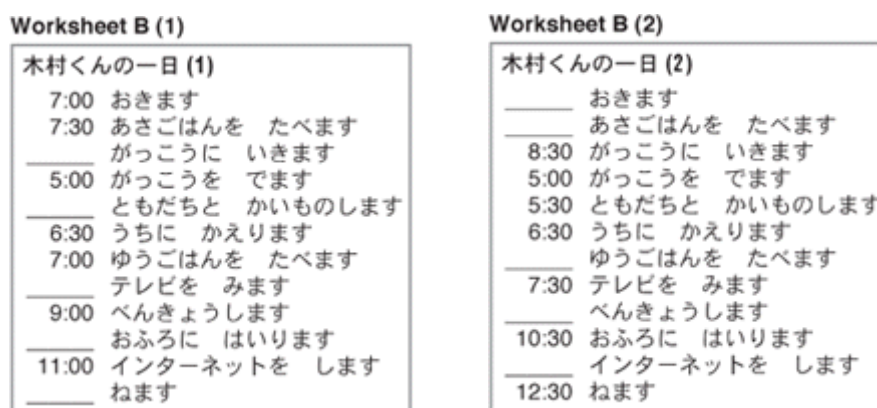 Worksheet B (1)
木村くんの一日 (1)
7:00 おきます
7:30 あさごはんを たべます
______ がっこうに いきます
5:00 がっこうを でます
______ ともだちと かいものします
6:30 うちに かえります
7:00 ゆうごはんを たべます
______ テレビを みます
9:00 べんきょうします
______ おふろに はいります
11:00 インターネットを します
______ ねます
Worksheet B (2)
木村くんの一日 (2)
______ おきます
______ あさごはんを たべます
8:30 がっこうに いきます
5:00 がっこうを でます
5:30 ともだちと かいものします
6:30 うちに かえります
______ ゆうごはんを たべます
7:30 テレビを みます
______ べんきょうします
10:30 おふろに はいります
______ インターネットを します
12:30 ねます